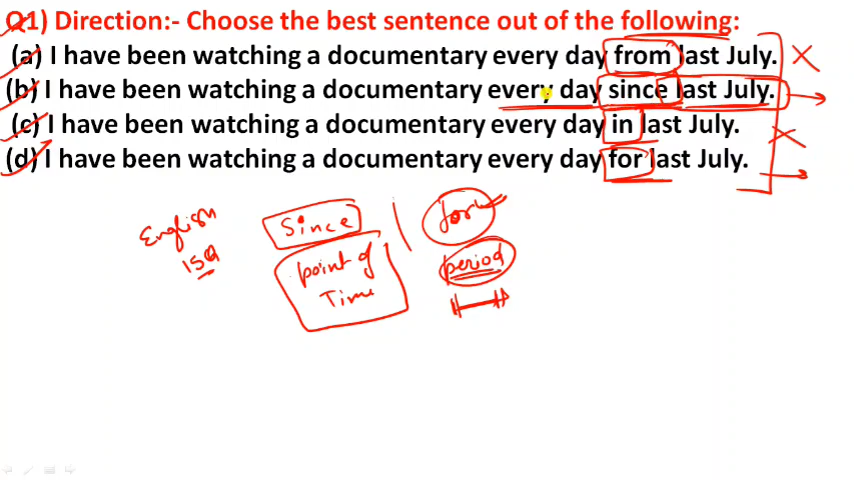 Q1) Direction:- Choose the best sentence out of the following:
(a) I have been watching a documentary every day from last July.
(b) I have been watching a documentary every day since last July.
(c) I have been watching a documentary every day in last July.
(d) I have been watching a documentary every day for last July.
English
Since
for
point of
Time
period